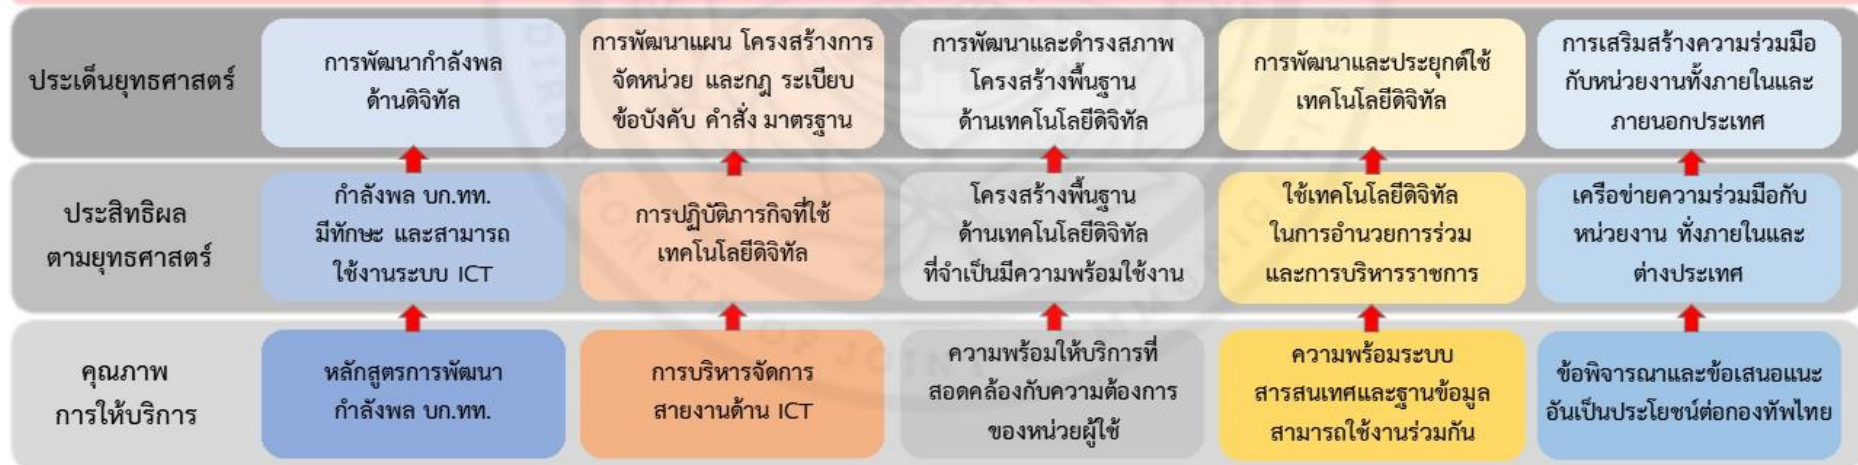 ประเด็นยุทธศาสตร์
การพัฒนากำลังพล
ด้านดิจิทัล
การพัฒนาแผน โครงสร้างการ
จัดหน่วย และกฎ ระเบียบ
ข้อบังคับ คำสั่ง มาตรฐาน
การพัฒนาและดำรงสภาพ
โครงสร้างพื้นฐาน
ด้านเทคโนโลยีดิจิทัล
การพัฒนาและประยุกต์ใช้
เทคโนโลยีดิจิทัล
การเสริมสร้างความร่วมมือ
กับหน่วยงานทั้งภายในและ
ภายนอกประเทศ
ประสิทธิผล
ตามยุทธศาสตร์
กำลังพล บก.ทท.
มีทักษะ และสามารถ
ใช้งานระบบ ICT
การปฏิบัติภารกิจที่ใช้
เทคโนโลยีดิจิทัล
โครงสร้างพื้นฐาน
ด้านเทคโนโลยีดิจิทัล
ที่จำเป็นมีความพร้อมใช้งาน
ใช้เทคโนโลยีดิจิทัล
ในการอำนวยการร่วม
และการบริหารราชการ
เครือข่ายความร่วมมือกับ
หน่วยงาน ทั้งภายในและ
ต่างประเทศ
คุณภาพ
การให้บริการ
หลักสูตรการพัฒนา
กำลังพล บก.ทท.
การบริหารจัดการ
สายงานด้าน ICT
ความพร้อมให้บริการที่
สอดคล้องกับความต้องการ
ของหน่วยผู้ใช้
ความพร้อมระบบ
สารสนเทศและฐานข้อมูล
สามารถใช้งานร่วมกัน
ข้อพิจารณาและข้อเสนอแนะ
อันเป็นประโยชน์ต่อกองทัพไทย